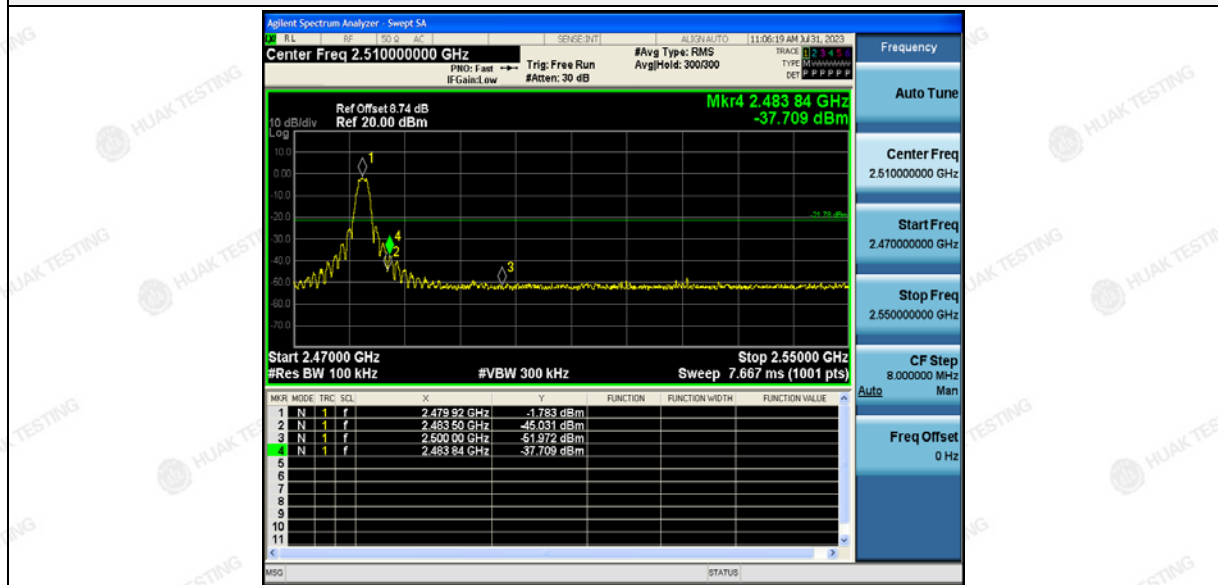 Agilent Spectrum Analyzer - Swept SA
RL RF 50 Ω AC SENSE:INT ALIGNAUTO 11:06:19 AM Jul 31, 2023
Center Freq 2.510000000 GHz
PNO: Fast
IFGain:Low
Trig: Free Run
#Atten: 30 dB
#Avg Type: RMS
Avg|Hold: 300/300
TRACE 1 2 3 4 5 6
TYPE M
DET P P P P P P
Ref Offset 8.74 dB
10 dB/div Ref 20.00 dBm
Log
Mkr4 2.483 84 GHz
-37.709 dBm
10.0
0.00
-10.0
-20.0
-30.0
-40.0
-50.0
-60.0
-70.0
1
4
2
3
-21.78 dBm
Start 2.47000 GHz Stop 2.55000 GHz
#Res BW 100 kHz #VBW 300 kHz Sweep 7.667 ms (1001 pts)
MKR MODE TRC SCL X Y FUNCTION FUNCTION WIDTH FUNCTION VALUE
1 N 1 f 2.479 92 GHz -1.783 dBm
2 N 1 f 2.483 50 GHz -45.031 dBm
3 N 1 f 2.500 00 GHz -51.972 dBm
4 N 1 f 2.483 84 GHz -37.709 dBm
5
6
7
8
9
10
11
MSG STATUS
Frequency
Auto Tune
Center Freq
2.510000000 GHz
Start Freq
2.470000000 GHz
Stop Freq
2.550000000 GHz
CF Step
8.000000 MHz
Auto Man
Freq Offset
0 Hz
HUAK TESTING
HUAK TESTING
HUAK TESTING